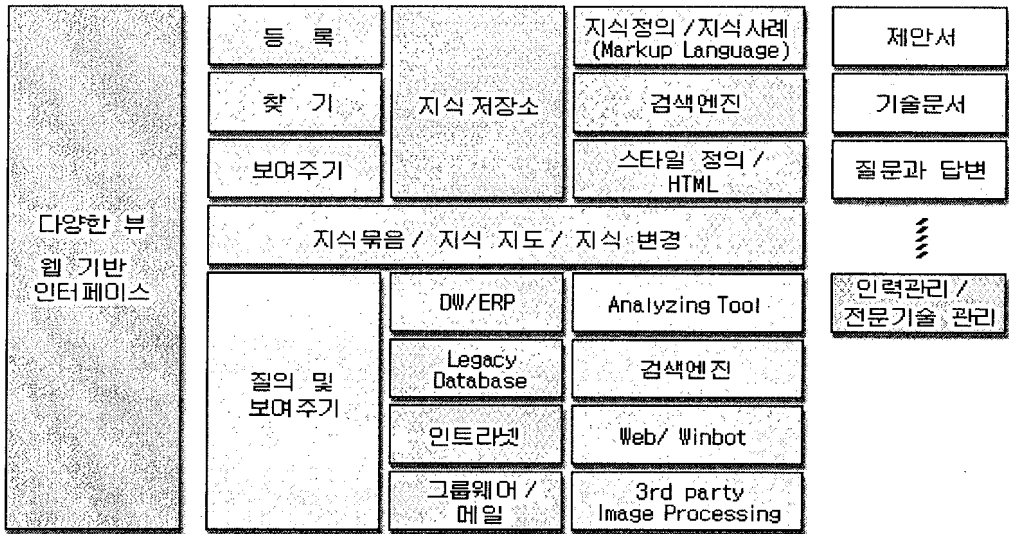 다양한 뷰
웹 기반
인터페이스
등 록
찾 기
보여주기
지식 저장소
지식정의 /지식사례
(Markup Language)
검색엔진
스타일 정의 /
HTML
지식묶음 / 지식 지도 / 지식 변경
질의 및
보여주기
DW/ERP
Analyzing Tool
Legacy
Database
검색엔진
인트라넷
Web/ Winbot
그룹웨어 /
메일
3rd party
Image Processing
제안서
기술문서
질문과 답변
인력관리 /
전문기술 관리